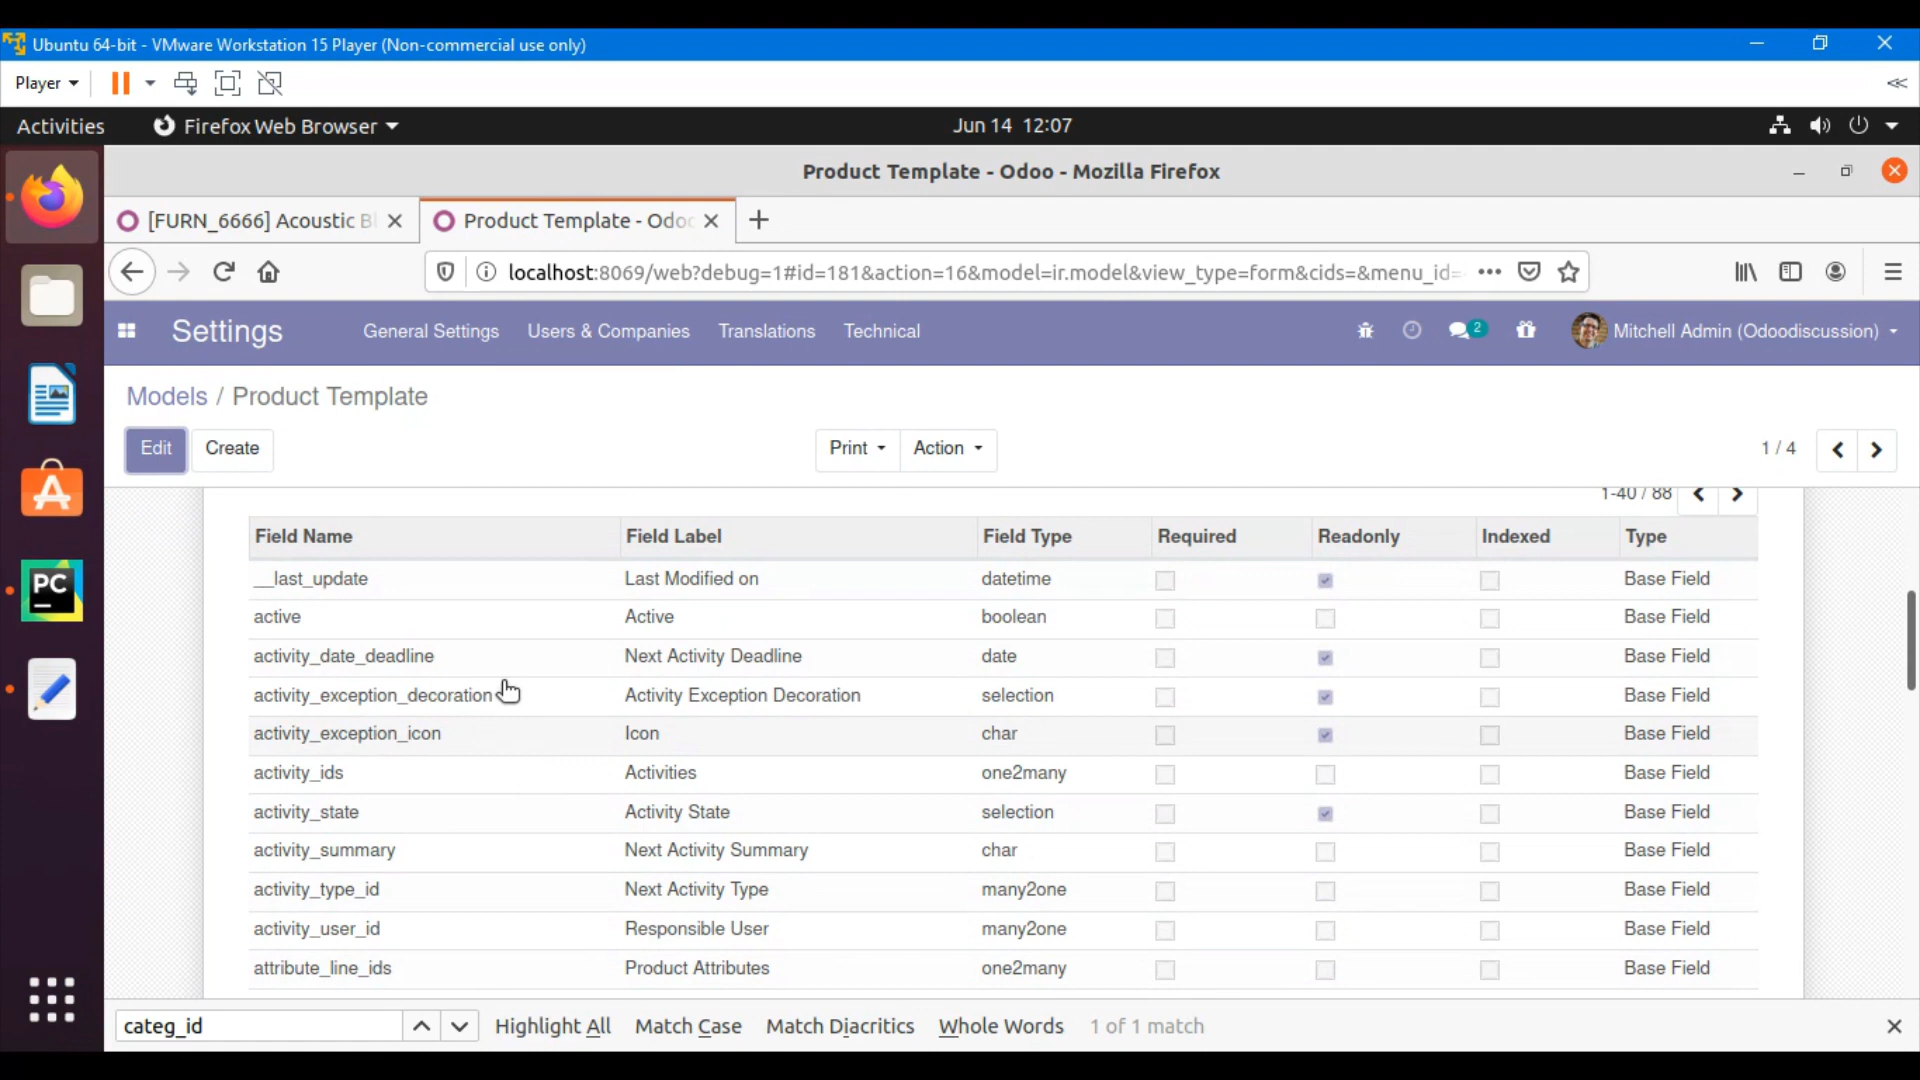 Ubuntu 64-bit - VMware Workstation 15 Player (Non-commercial use only)
Player
Activities Firefox Web Browser Jun 14 12:07
Product Template - Odoo - Mozilla Firefox
[FURN_6666] Acoustic Bl Product Template - Odoo
localhost:8069/web?debug=1#id=181&action=16&model=ir.model&view_type=form&cids=&menu_id=
Settings General Settings Users & Companies Translations Technical 2 Mitchell Admin (Odoodiscussion)
Models / Product Template
Edit Create Print Action 1 / 4
1-40 / 88
Field Name Field Label Field Type Required Readonly Indexed Type
__last_update Last Modified on datetime Base Field
active Active boolean Base Field
activity_date_deadline Next Activity Deadline date Base Field
activity_exception_decoration Activity Exception Decoration selection Base Field
activity_exception_icon Icon char Base Field
activity_ids Activities one2many Base Field
activity_state Activity State selection Base Field
activity_summary Next Activity Summary char Base Field
activity_type_id Next Activity Type many2one Base Field
activity_user_id Responsible User many2one Base Field
attribute_line_ids Product Attributes one2many Base Field
categ_id Highlight All Match Case Match Diacritics Whole Words 1 of 1 match
PC